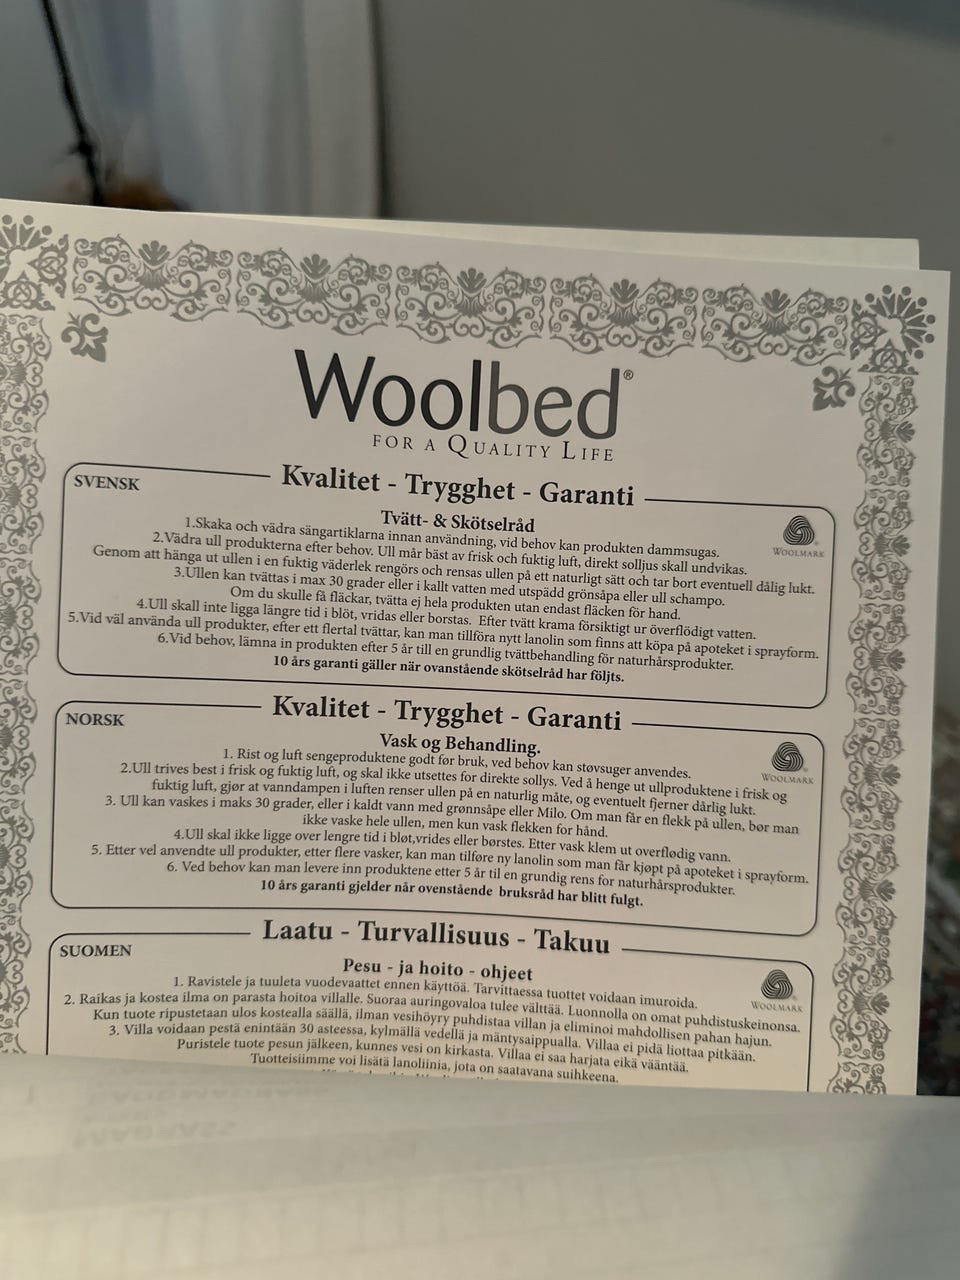 Woolbed®
FOR A QUALITY LIFE
Kvalitet - Trygghet - Garanti
SVENSK
WOOLMARK
Tvätt- & Skötselråd
1.Skaka och vädra sängartiklarna innan användning, vid behov kan produkten dammsugas.
2.Vädra ull produkterna efter behov. Ull mår bäst av frisk och fuktig luft, direkt solljus skall undvikas.
Genom att hänga ut ullen i en fuktig väderlek rengörs och rensas ullen på ett naturligt sätt och tar bort eventuell dålig lukt.
3.Ullen kan tvättas i max 30 grader eller i kallt vatten med utspädd grönsåpa eller ull schampo.
Om du skulle få fläckar, tvätta ej hela produkten utan endast fläcken för hand.
4.Ull skall inte ligga längre tid i blöt, vridas eller borstas. Efter tvätt krama försiktigt ur överflödigt vatten.
5.Vid väl använda ull produkter, efter ett flertal tvättar, kan man tillföra nytt lanolin som finns att köpa på apoteket i sprayform.
6.Vid behov, lämna in produkten efter 5 år till en grundlig tvättbehandling för naturhårsprodukter.
10 års garanti gäller när ovanstående skötselråd har följts.
Kvalitet - Trygghet - Garanti
NORSK
WOOLMARK
Vask og Behandling.
1. Rist og luft sengeproduktene godt før bruk, ved behov kan støvsuger anvendes.
2.Ull trives best i frisk og fuktig luft, og skal ikke utsettes for direkte sollys. Ved å henge ut ullproduktene i frisk og
fuktig luft, gjør at vanndampen i luften renser ullen på en naturlig måte, og eventuelt fjerner dårlig lukt.
3. Ull kan vaskes i maks 30 grader, eller i kaldt vann med grønnsåpe eller Milo. Om man får en flekk på ullen, bør man
ikke vaske hele ullen, men kun vask flekken for hånd.
4.Ull skal ikke ligge over lengre tid i bløt,vrides eller børstes. Etter vask klem ut overflødig vann.
5. Etter vel anvendte ull produkter, etter flere vasker, kan man tilføre ny lanolin som man får kjøpt på apoteket i sprayform.
6. Ved behov kan man levere inn produktene etter 5 år til en grundig rens for naturhårsprodukter.
10 års garanti gjelder når ovenstående bruksråd har blitt fulgt.
Laatu - Turvallisuus - Takuu
SUOMEN
WOOLMARK
Pesu - ja hoito - ohjeet
1. Ravistele ja tuuleta vuodevaattet ennen käyttöä. Tarvittaessa tuottet voidaan imuroida.
2. Raikas ja kostea ilma on parasta hoitoa villalle. Suoraa auringovaloa tulee välttää. Luonnolla on omat puhdistuskeinonsa.
Kun tuote ripustetaan ulos kostealla säällä, ilman vesihöyry puhdistaa villan ja eliminoi mahdollisen pahan hajun.
3. Villa voidaan pestä enintään 30 asteessa, kylmällä vedellä ja mäntysaippualla. Villaa ei pidä liottaa pitkään.
Puristele tuote pesun jälkeen, kunnes vesi on kirkasta. Villaa ei saa harjata eikä vääntää.
Tuotteisiimme voi lisätä lanoliinia, jota on saatavana suihkeena.